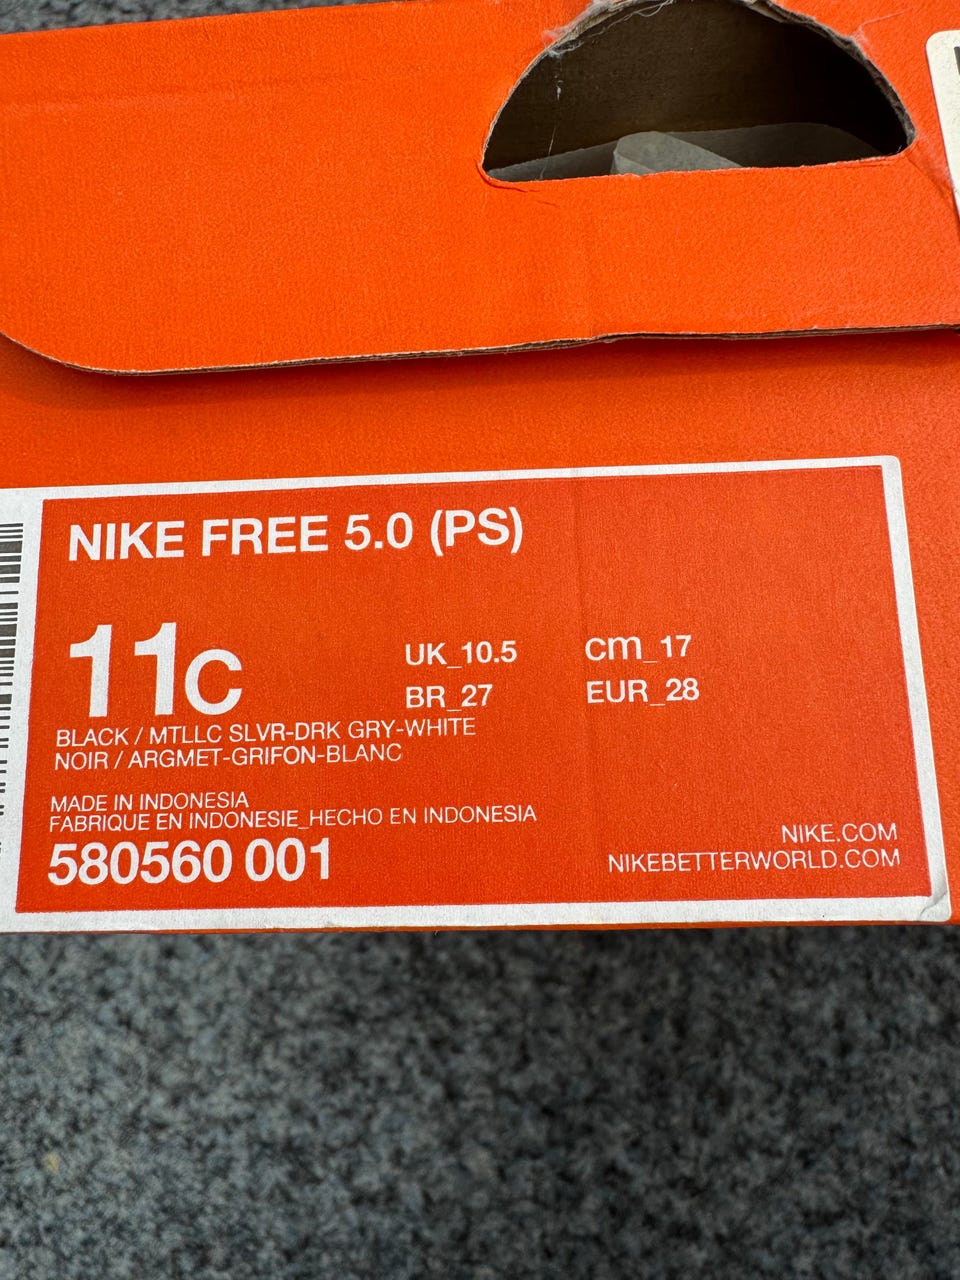 NIKE FREE 5.0 (PS)
11C
UK_10.5
cm_17
BR_27
EUR_28
BLACK / MTLLC SLVR-DRK GRY-WHITE
NOIR / ARGMET-GRIFON-BLANC
MADE IN INDONESIA
FABRIQUE EN INDONESIE_HECHO EN INDONESIA
580560 001
NIKE.COM
NIKEBETTERWORLD.COM